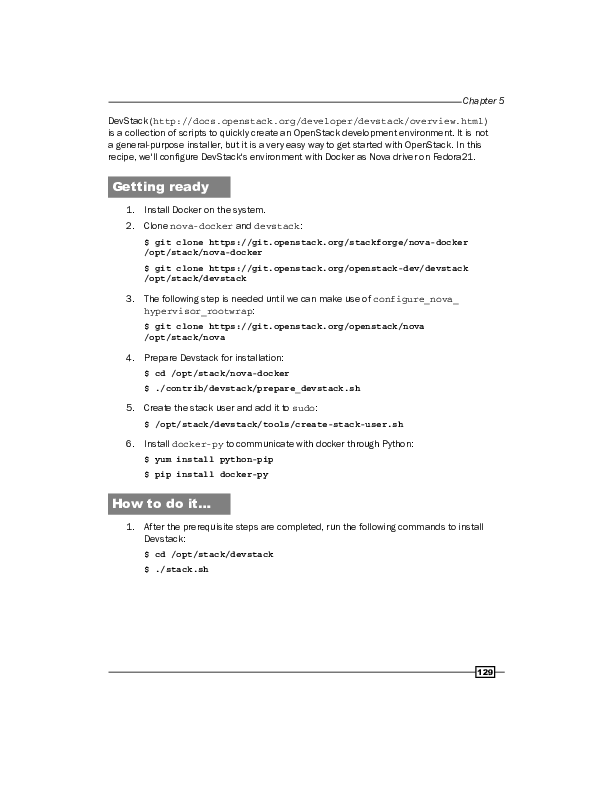 Chapter 5
DevStack(http://docs.openstack.org/developer/devstack/overview.html)
is a collection of scripts to quickly create an OpenStack development environment. It is not
a general-purpose installer, but it is a very easy way to get started with OpenStack. In this
recipe, we'll configure DevStack's environment with Docker as Nova driver on Fedora21.
Getting ready
1. Install Docker on the system.
2. Clone nova-docker and devstack:
$ git clone https://git.openstack.org/stackforge/nova-docker
/opt/stack/nova-docker
$ git clone https://git.openstack.org/openstack-dev/devstack
/opt/stack/devstack
3. The following step is needed until we can make use of configure_nova_
hypervisor_rootwrap:
$ git clone https://git.openstack.org/openstack/nova
/opt/stack/nova
4. Prepare Devstack for installation:
$ cd /opt/stack/nova-docker
$ ./contrib/devstack/prepare_devstack.sh
5. Create the stack user and add it to sudo:
$ /opt/stack/devstack/tools/create-stack-user.sh
6. Install docker-py to communicate with docker through Python:
$ yum install python-pip
$ pip install docker-py
How to do it…
1. After the prerequisite steps are completed, run the following commands to install
Devstack:
$ cd /opt/stack/devstack
$ ./stack.sh
129